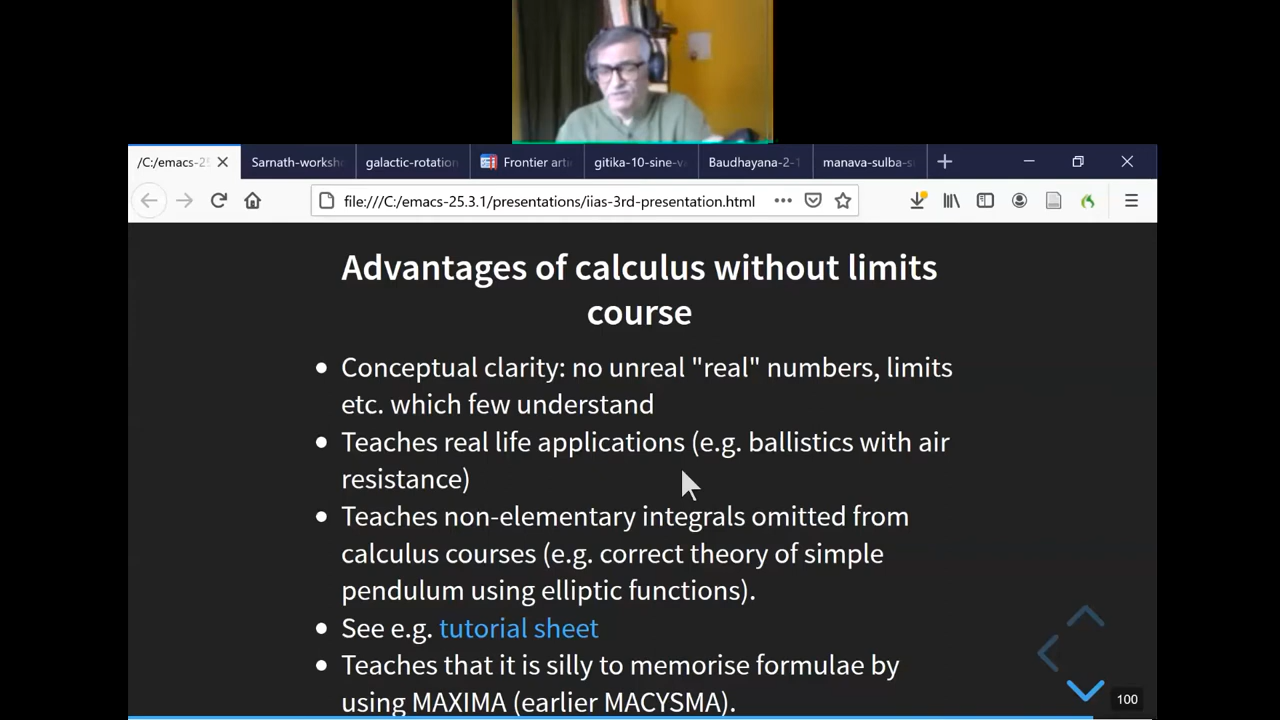 /C:/emacs-25
Sarnath-worksh
galactic-rotation
Frontier arti
gitika-10-sine-v
Baudhayana-2-1
manava-sulba-s
file:///C:/emacs-25.3.1/presentations/iias-3rd-presentation.html
Advantages of calculus without limits
course
• Conceptual clarity: no unreal "real" numbers, limits
etc. which few understand
• Teaches real life applications (e.g. ballistics with air
resistance)
• Teaches non-elementary integrals omitted from
calculus courses (e.g. correct theory of simple
pendulum using elliptic functions).
• See e.g. tutorial sheet
• Teaches that it is silly to memorise formulae by
using MAXIMA (earlier MACYSMA).
100